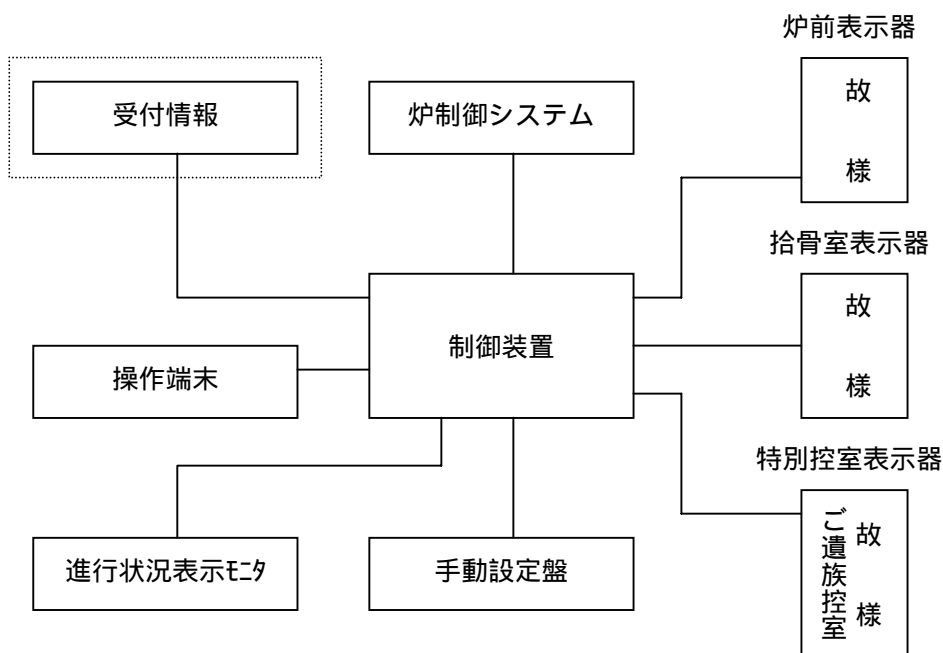 炉前表示器
受付情報
炉制御システム
故
様
拾骨室表示器
故
様
制御装置
操作端末
特別控室表示器
ご遺族控室
故
様
進行状況表示ﾓﾆﾀ
手動設定盤